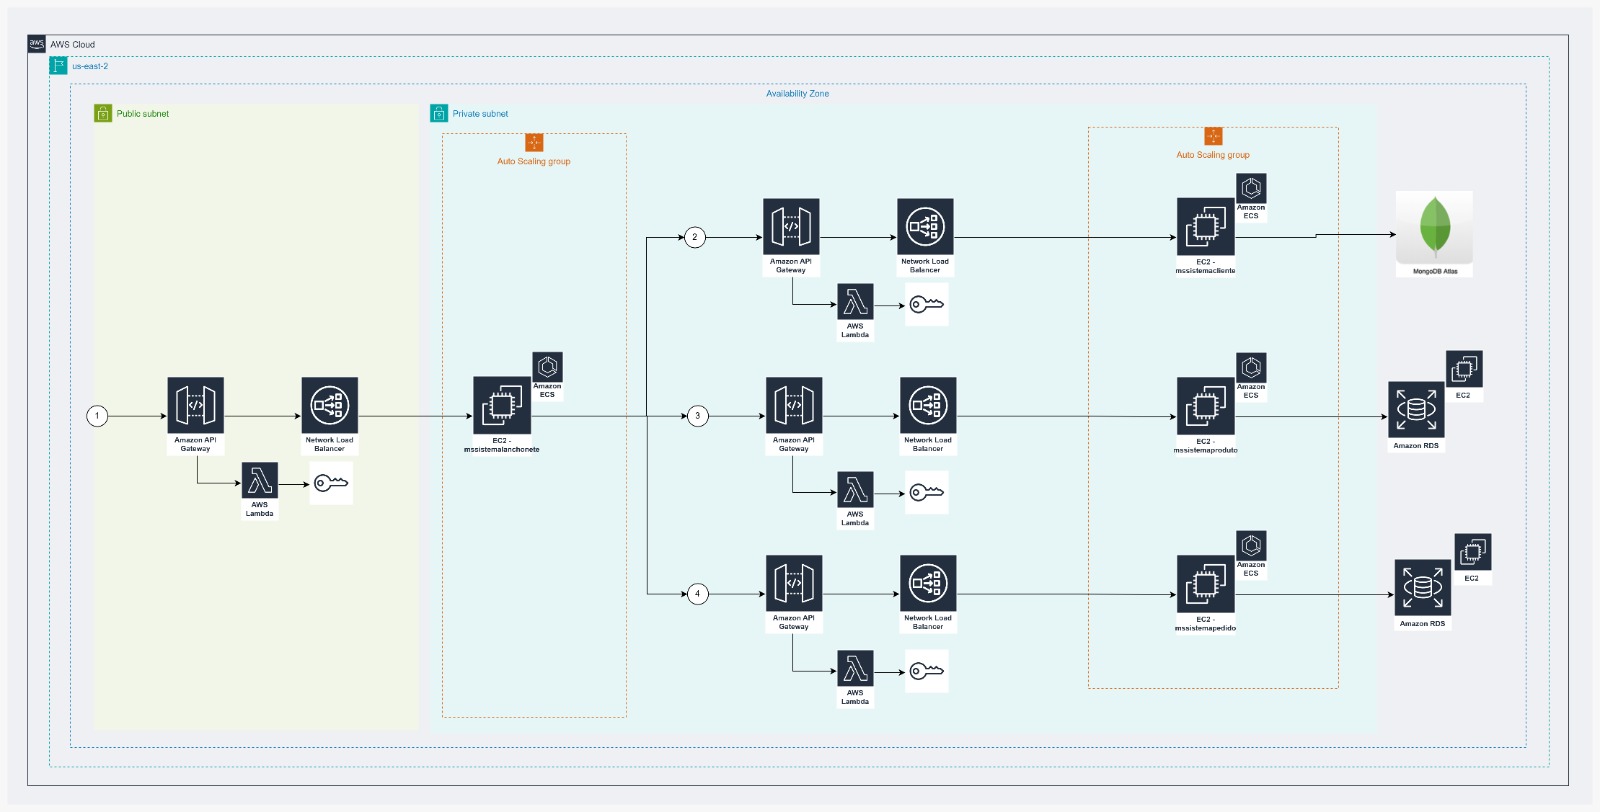 aws
AWS Cloud
us-east-2
Availability Zone
Public subnet
Private subnet
Auto Scaling group
Auto Scaling group
Amazon
ECS
2
Amazon API
Gateway
Network Load
Balancer
EC2 -
mssistemacliente
MongoDB Atlas
AWS
Lambda
1
Amazon API
Gateway
Network Load
Balancer
AWS
Lambda
Amazon
ECS
EC2 -
mssistemalanchonete
3
Amazon API
Gateway
Network Load
Balancer
AWS
Lambda
Amazon
ECS
EC2 -
mssistemaproduto
EC2
Amazon RDS
4
Amazon API
Gateway
Network Load
Balancer
AWS
Lambda
Amazon
ECS
EC2 -
mssistemapedido
EC2
Amazon RDS